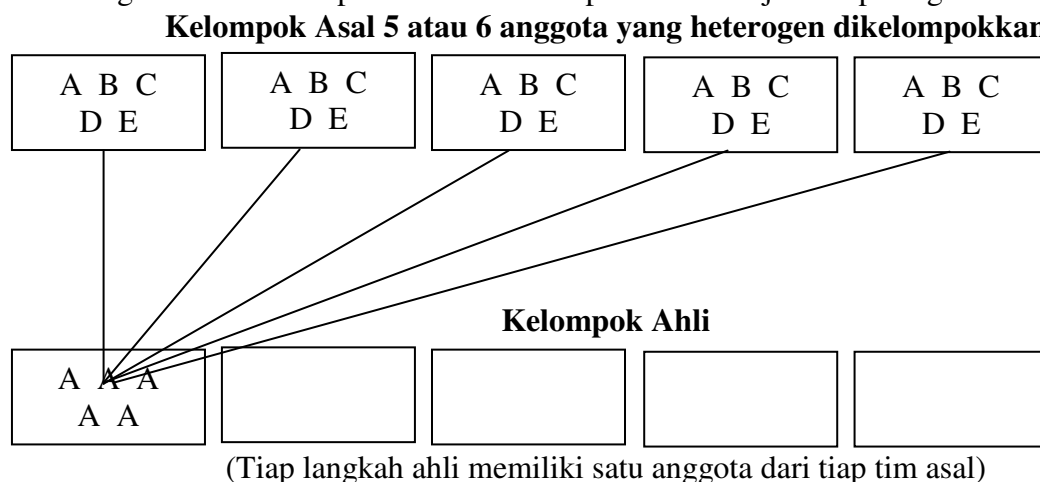 Kelompok Asal 5 atau 6 anggota yang heterogen dikelompokkan
A B C
D E
A B C
D E
A B C
D E
A B C
D E
A B C
D E
Kelompok Ahli
A A A
A A
(Tiap langkah ahli memiliki satu anggota dari tiap tim asal)